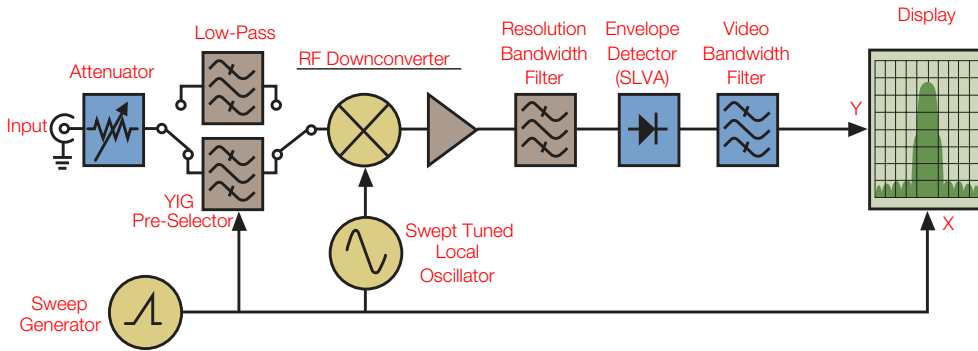 Display
Low-Pass
Resolution
Bandwidth
Filter
Envelope
Detector
(SLVA)
Video
Bandwidth
Filter
RF Downconverter
Attenuator
Input
Y
YIG
Pre-Selector
X
Swept Tuned
Local
Oscillator
Sweep
Generator